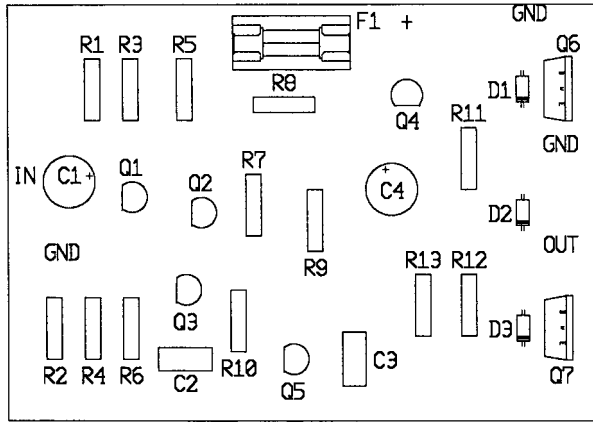 GND
F1 +
R1 R3 R5 Q6
R8 D1
Q4 R11
GND
IN C1 + Q1 Q2 R7 + C4
D2
GND R9 OUT
R13 R12
Q3 D3
R2 R4 R6 C2 R10 Q5 C3 Q7